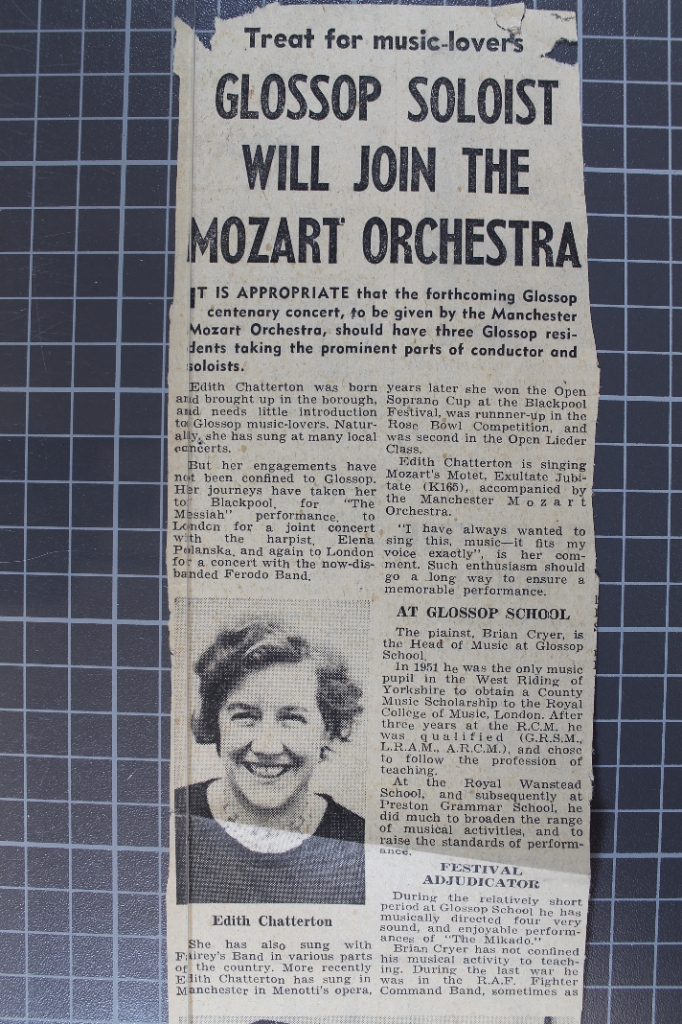 Treat for music-lovers
GLOSSOP SOLOIST
WILL JOIN THE
MOZART ORCHESTRA
IT IS APPROPRIATE that the forthcoming Glossop
centenary concert, to be given by the Manchester
Mozart Orchestra, should have three Glossop resi-
dents taking the prominent parts of conductor and
soloists.
Edith Chatterton was born
and brought up in the borough,
and needs little introduction
to Glossop music-lovers. Natur-
ally, she has sung at many local
concerts.
But her engagements have
not been confined to Glossop.
Her journeys have taken her
to Blackpool, for "The
Messiah" performance, to
London for a joint concert
with the harpist, Elena
Polanska, and again to London
for a concert with the now-dis-
banded Ferodo Band.
Edith Chatterton
She has also sung with
Fairey's Band in various parts
of the country. More recently
Edith Chatterton has sung in
Manchester in Menotti's opera,
years later she won the Open
Soprano Cup at the Blackpool
Festival, was runnner-up in the
Rose Bowl Competition, and
was second in the Open Lieder
Class.
Edith Chatterton is singing
Mozart's Motet, Exultate Jubi-
tate (K165), accompanied by
the Manchester Mozart
Orchestra.
"I have always wanted to
sing this, music—it fits my
voice exactly", is her com-
ment. Such enthusiasm should
go a long way to ensure a
memorable performance.
AT GLOSSOP SCHOOL
The piainst, Brian Cryer, is
the Head of Music at Glossop
School.
In 1951 he was the only music
pupil in the West Riding of
Yorkshire to obtain a County
Music Scholarship to the Royal
College of Music, London. After
three years at the R.C.M. he
was qualified (G.R.S.M.,
L.R.A.M., A.R.C.M.), and chose
to follow the profession of
teaching.
At the Royal Wanstead
School, and subsequently at
Preston Grammar School, he
did much to broaden the range
of musical activities, and to
raise the standards of perform-
ance.
FESTIVAL
ADJUDICATOR
During the relatively short
period at Glossop School he has
musically directed four very
sound, and enjoyable perform-
ances of "The Mikado."
Brian Cryer has not confined
his musical activity to teach-
ing. During the last war he
was in the R.A.F. Fighter
Command Band, sometimes as